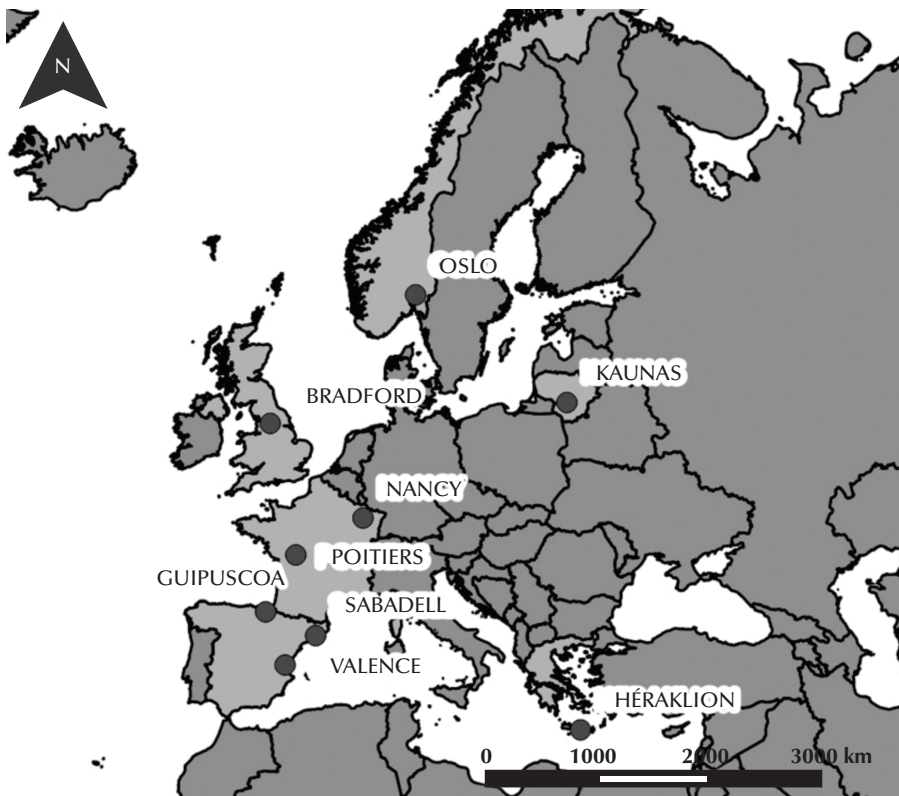 N
OSLO
KAUNAS
BRADFORD
NANCY
POITIERS
GUIPUSCOA
SABADELL
VALENCE
HÉRAKLION
0 1000 2000 3000 km